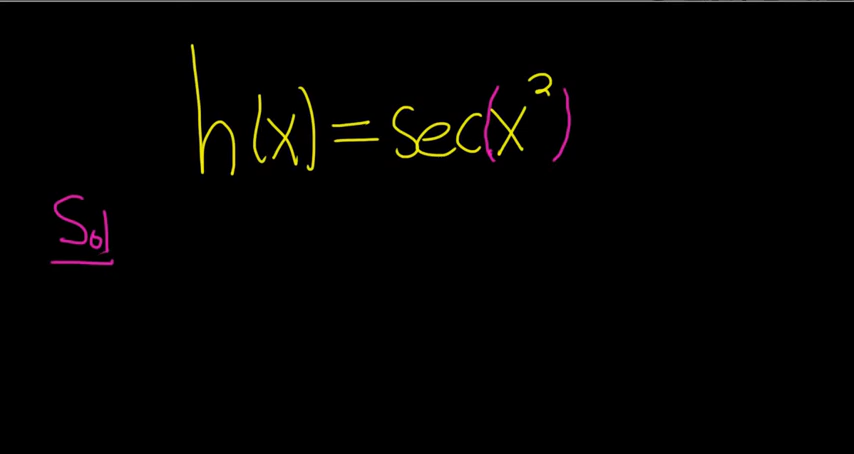 h(x) = sec(x²)
Sol